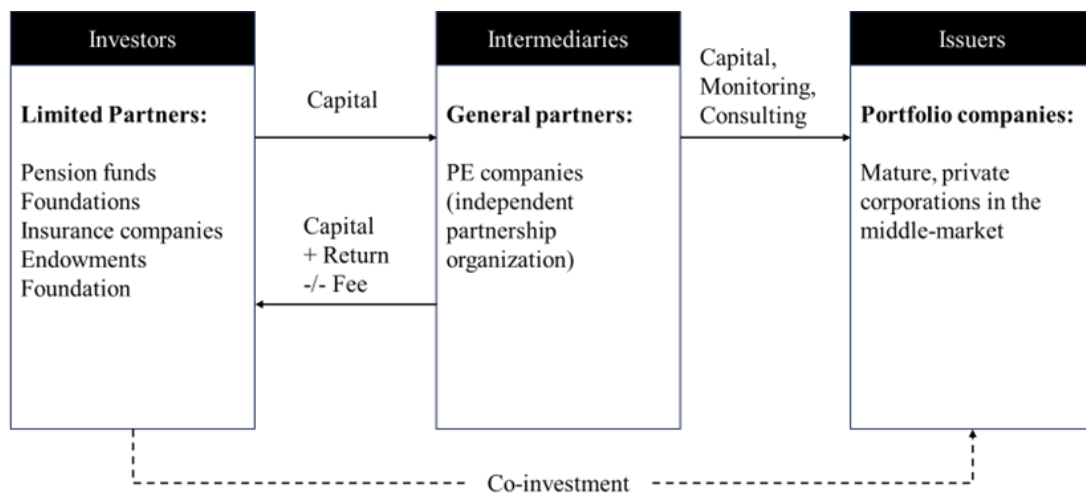 Investors
Limited Partners:
Pension funds
Foundations
Insurance companies
Endowments
Foundation
Capital
Capital
+ Return
-/- Fee
Intermediaries
General partners:
PE companies
(independent
partnership
organization)
Capital,
Monitoring,
Consulting
Issuers
Portfolio companies:
Mature, private
corporations in the
middle-market
Co-investment